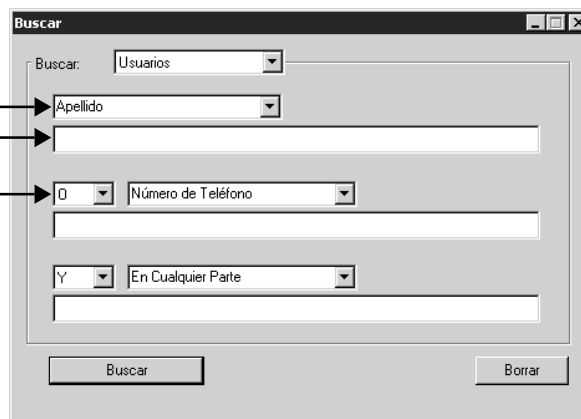 Buscar
Buscar: Usuarios
Apellido
O Número de Teléfono
Y En Cualquier Parte
Buscar Borrar